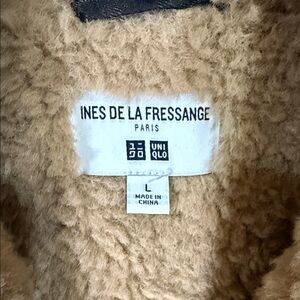 INES DE LA FRESSANGE
PARIS
ユニ UNI
クロ QLO
L
MADE IN
CHINA